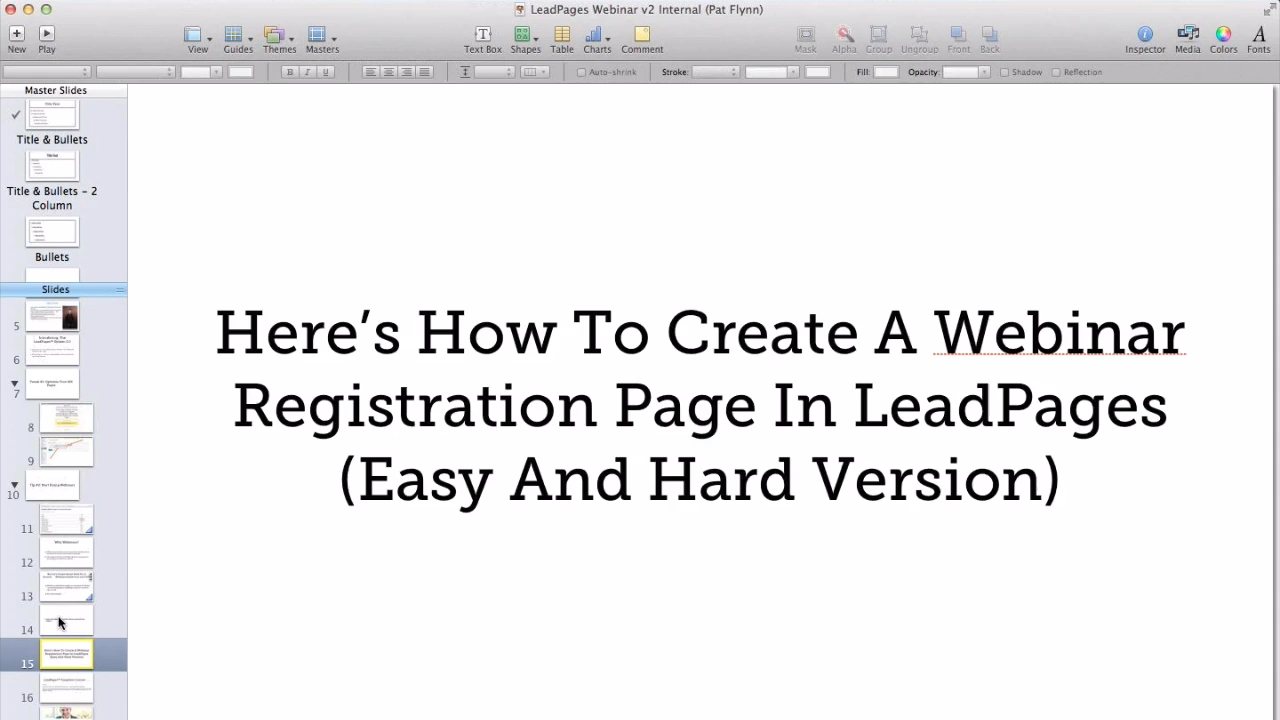 LeadPages Webinar v2 Internal (Pat Flynn)
New Play View Guides Themes Masters Text Box Shapes Table Charts Comment Mask Alpha Group Ungroup Front Back Inspector Media Colors Fonts
B I U Auto-shrink Stroke: Fill: Opacity: Shadow Reflection
Master Slides
Title & Bullets
Title & Bullets – 2
Column
Bullets
Slides
5
6
7
8
9
10
11
Why Webinars?
12
13
14
15
16
Here's How To Create A Webinar
Registration Page In LeadPages
(Easy And Hard Version)